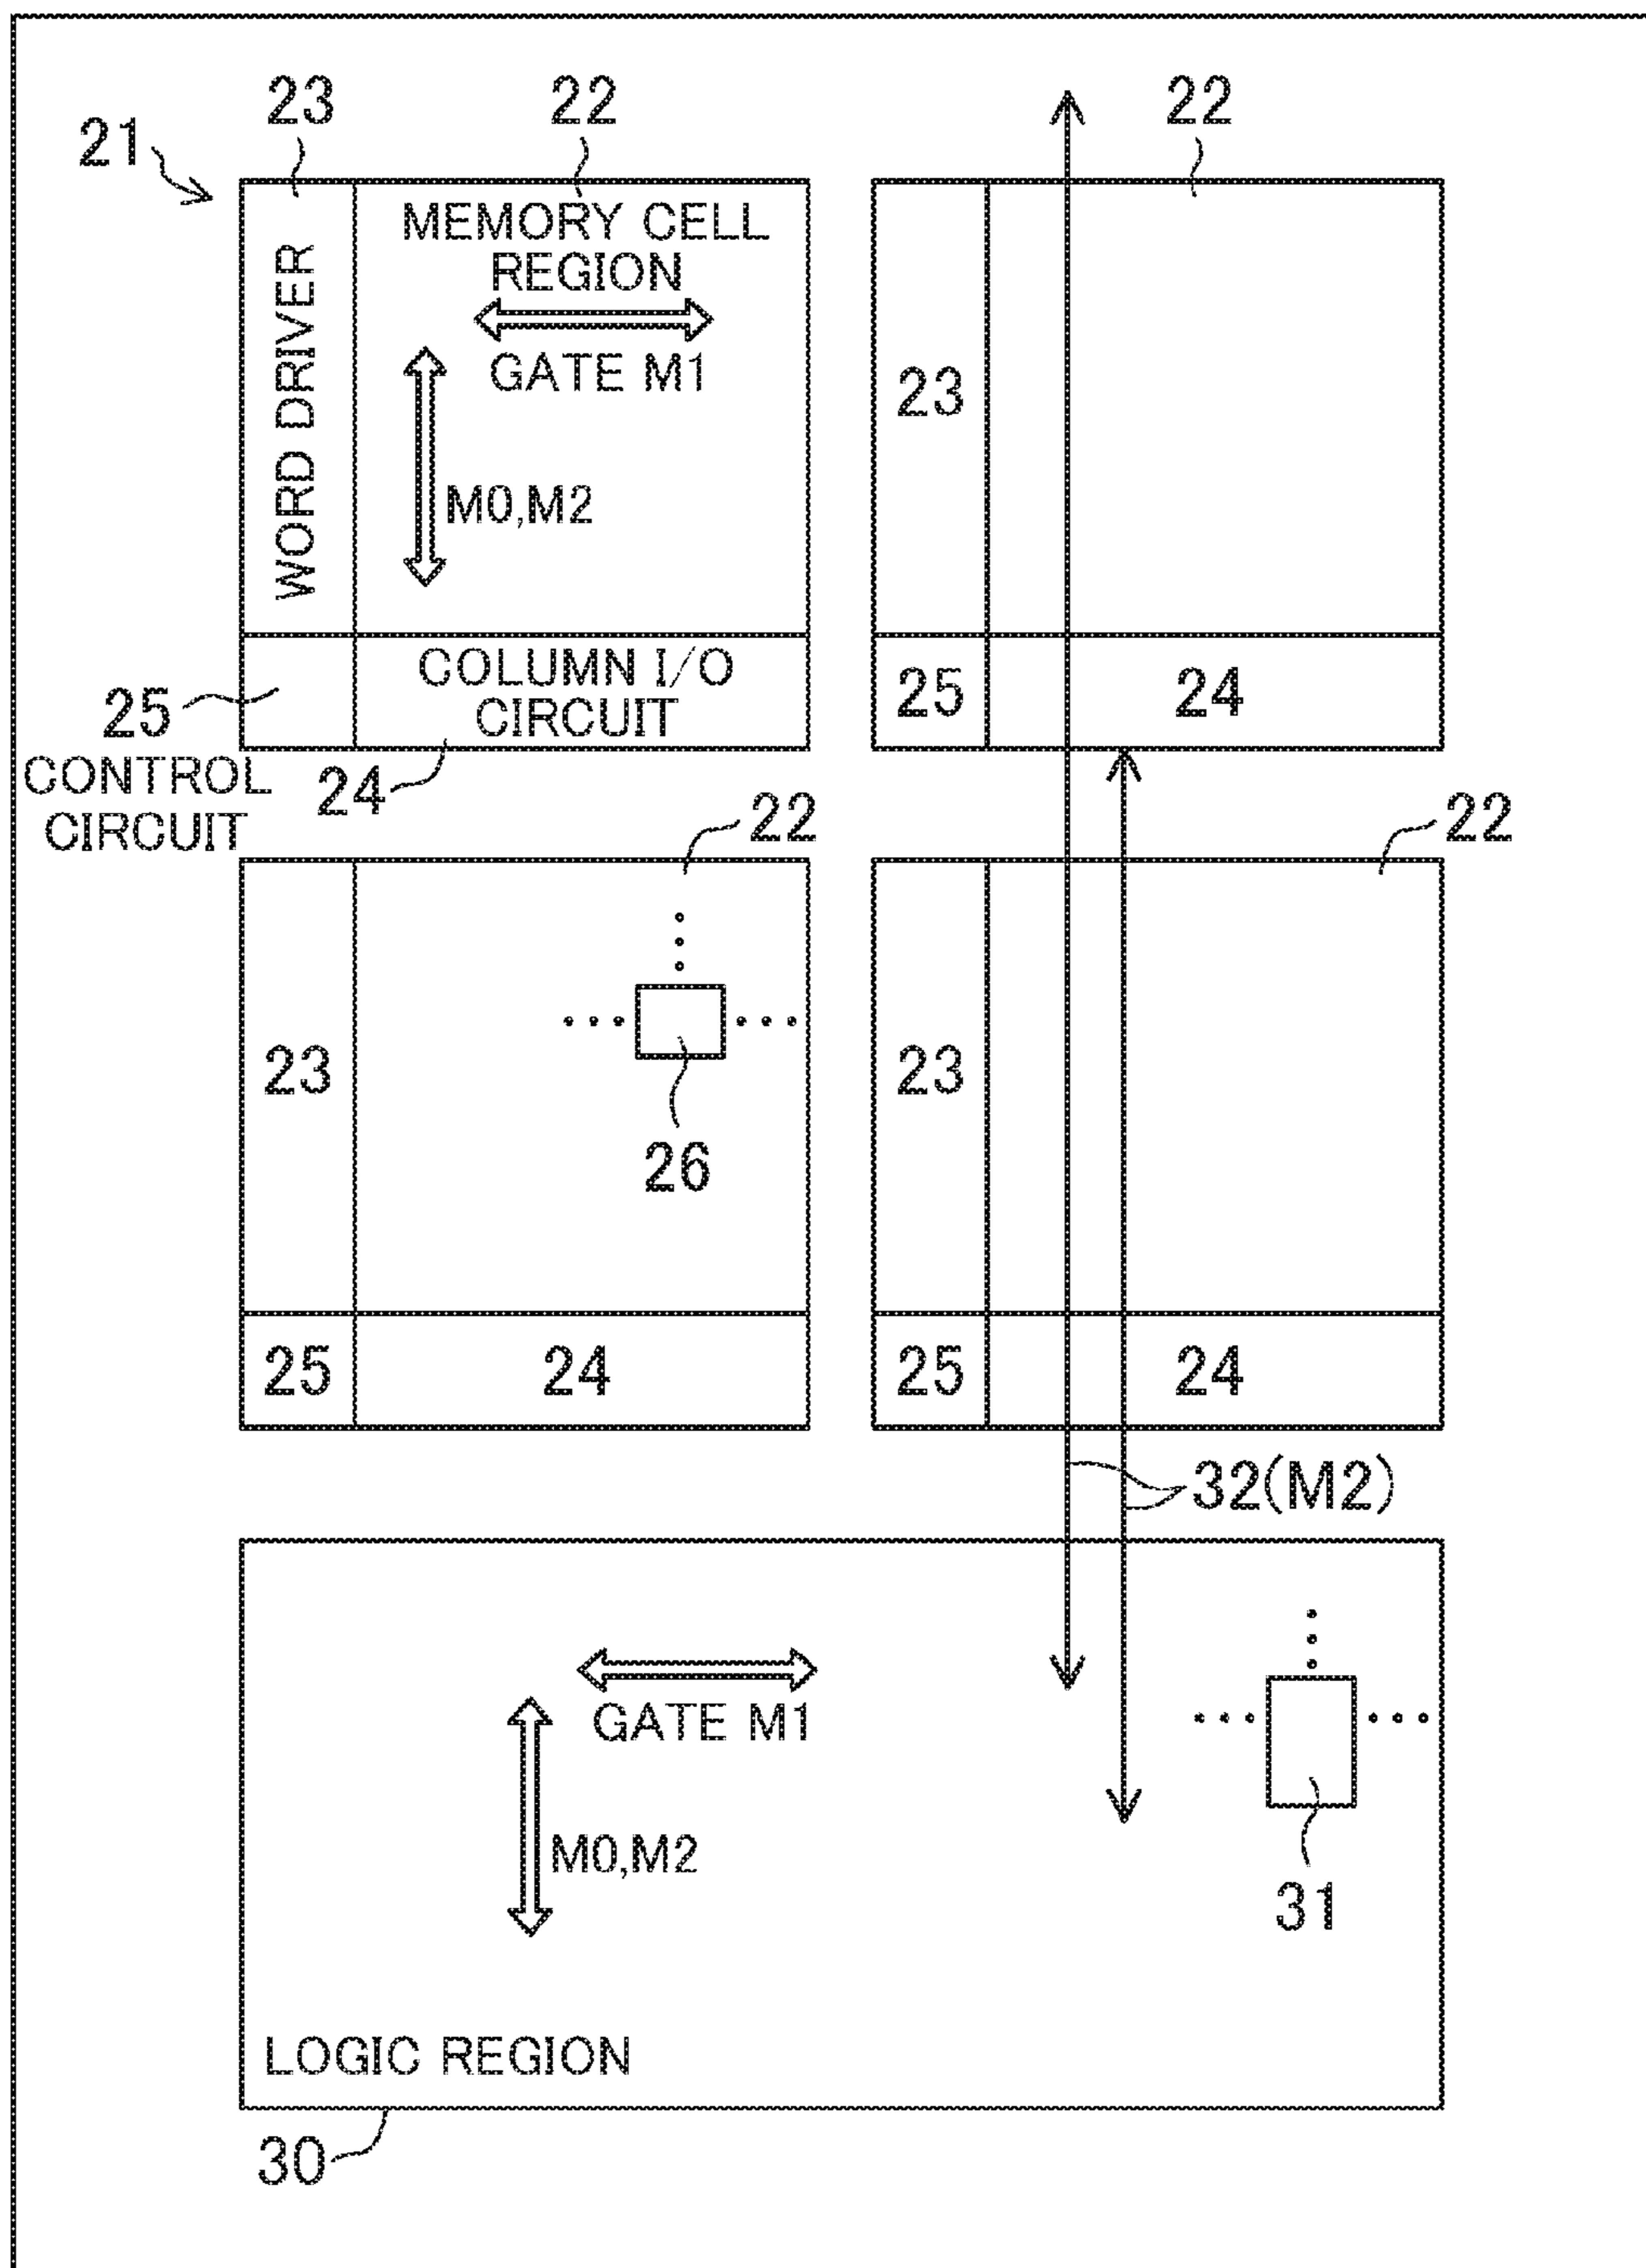 23
22
22
21
MEMORY CELL
REGION
GATE M1
WORD DRIVER
M0,M2
23
COLUMN I/O
CIRCUIT
25
24
25
CONTROL
CIRCUIT
24
22
22
23
23
26
25
24
25
24
32(M2)
GATE M1
M0,M2
31
LOGIC REGION
30